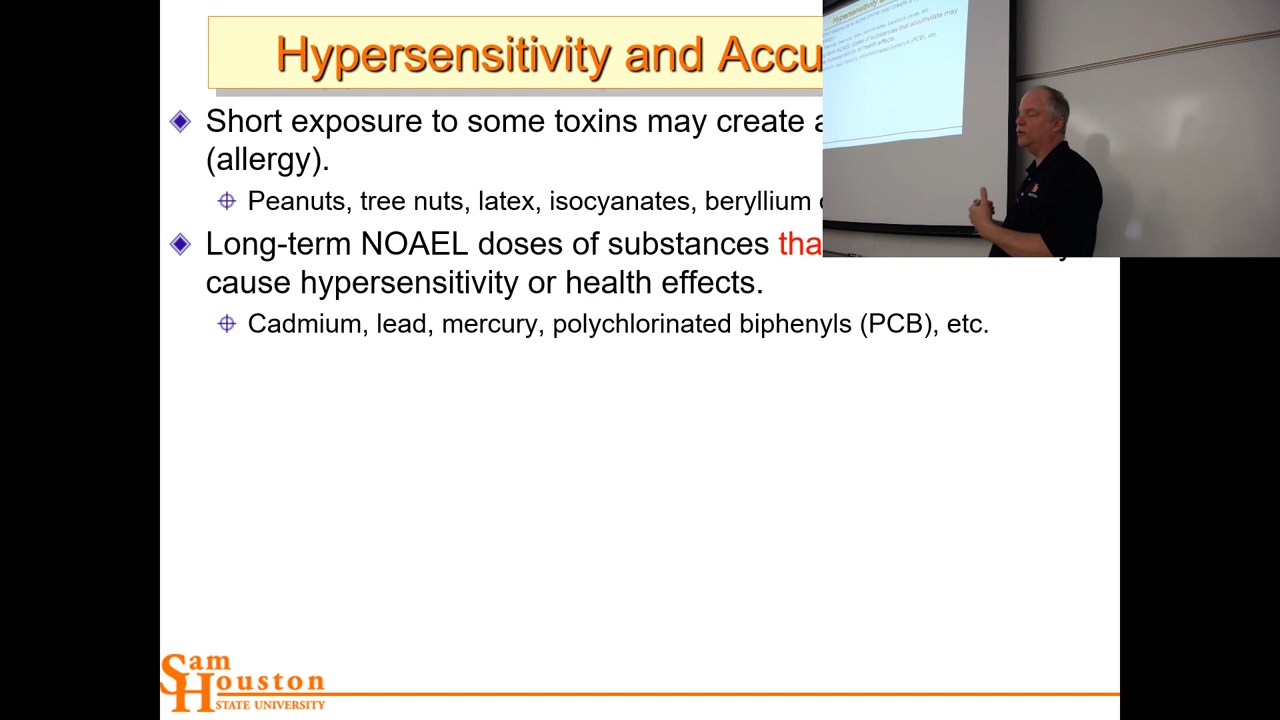 Hypersensitivity and Accu
Short exposure to some toxins may create a
(allergy).
Peanuts, tree nuts, latex, isocyanates, beryllium
Long-term NOAEL doses of substances tha
cause hypersensitivity or health effects.
Cadmium, lead, mercury, polychlorinated biphenyls (PCB), etc.
Sam
Houston
STATE UNIVERSITY